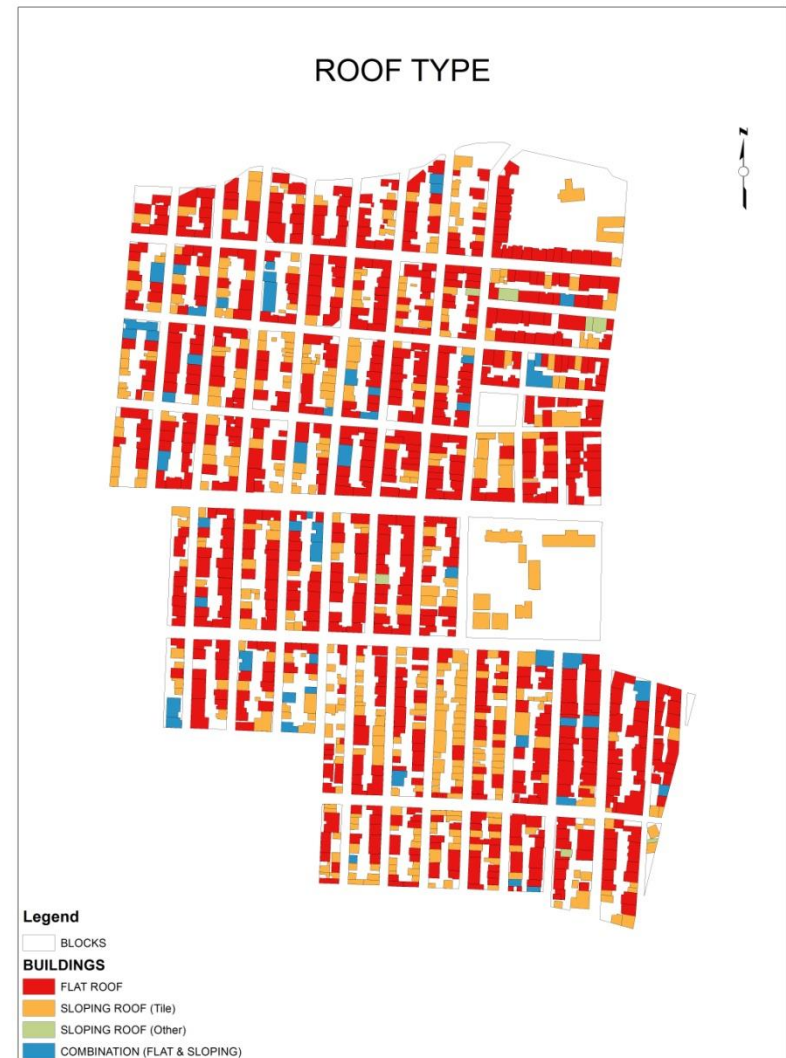 ROOF TYPE
N
Legend
BLOCKS
BUILDINGS
FLAT ROOF
SLOPING ROOF (Tile)
SLOPING ROOF (Other)
COMBINATION (FLAT & SLOPING)